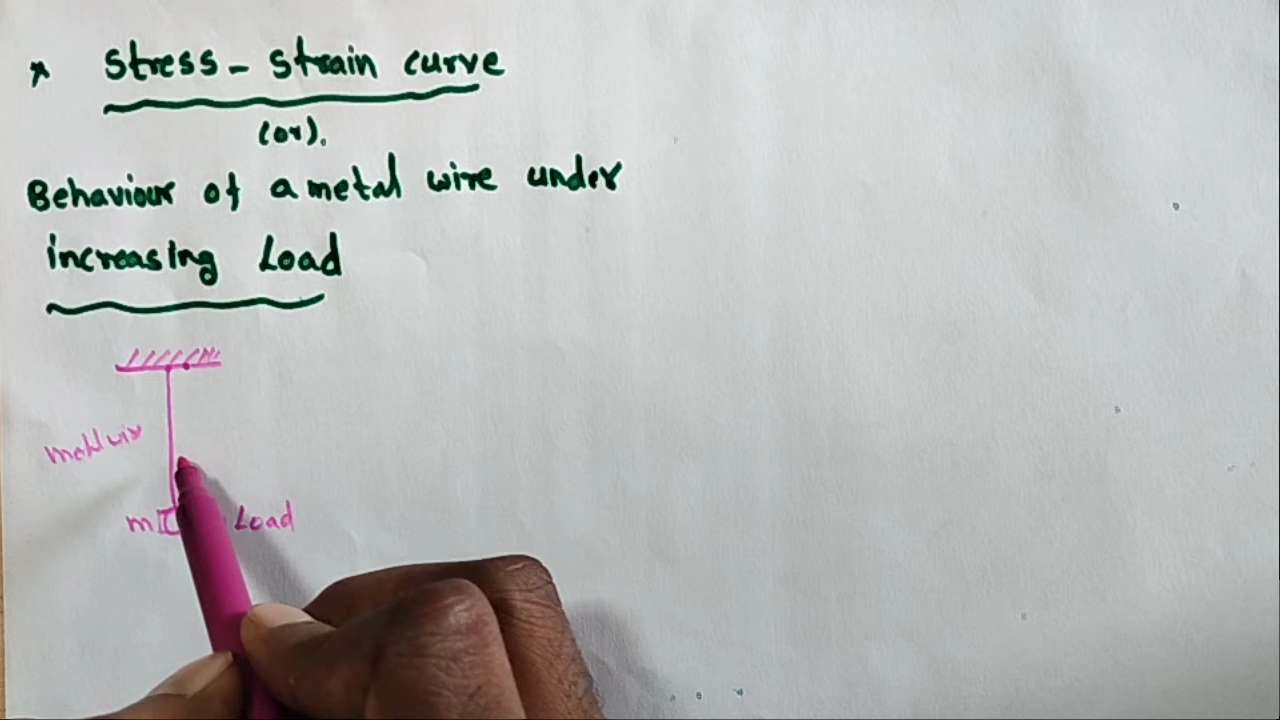 * Stress - Strain curve
(or).
Behaviour of a metal wire under
increasing Load
metal wire
m Load